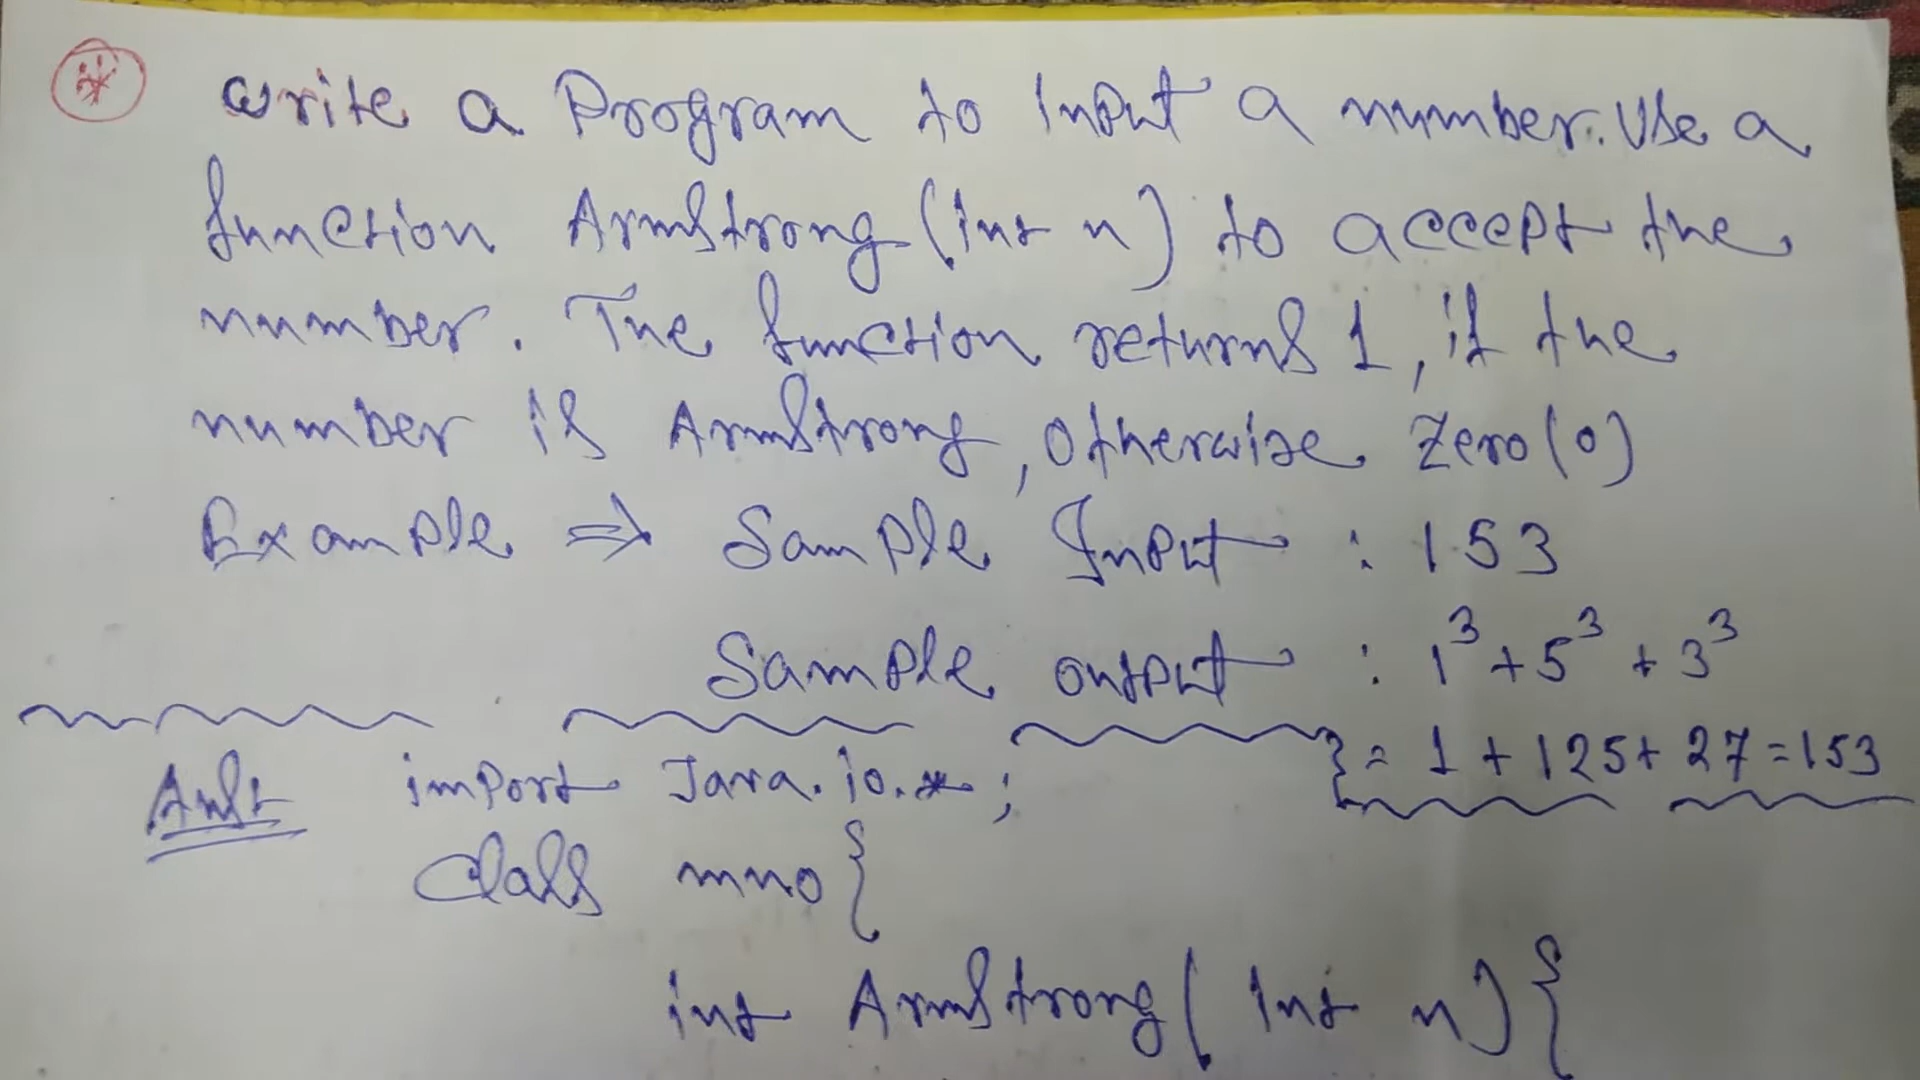 write a Program to input a number. Use a
function Armstrong (int n) to accept the
number. The function returns 1, if the
number is Armstrong, otherwise Zero (0)
Example ⇒ Sample Input : 153
Sample output : 1³ + 5³ + 3³
= 1 + 125 + 27 = 153
Ans: import Java.io.*;
class mno {
int Armstrong (int n) {